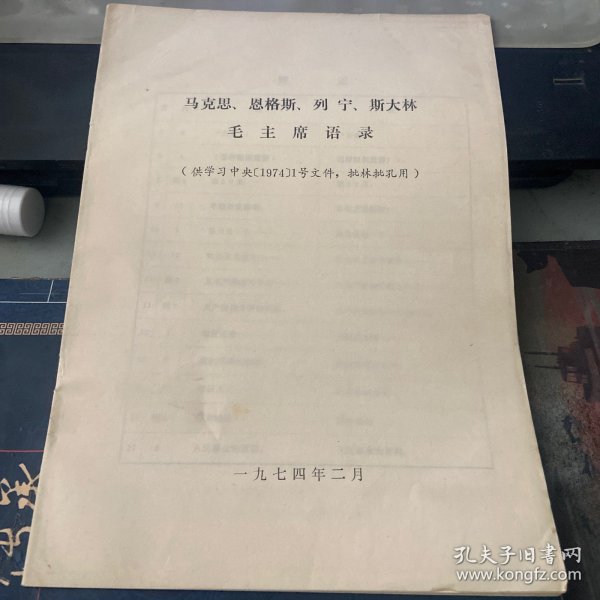 马克思、恩格斯、列宁、斯大林
毛主席语录
（供学习中央〔1974〕1号文件，批林批孔用）
一九七四年二月
孔夫子旧书网
www.kongfz.com